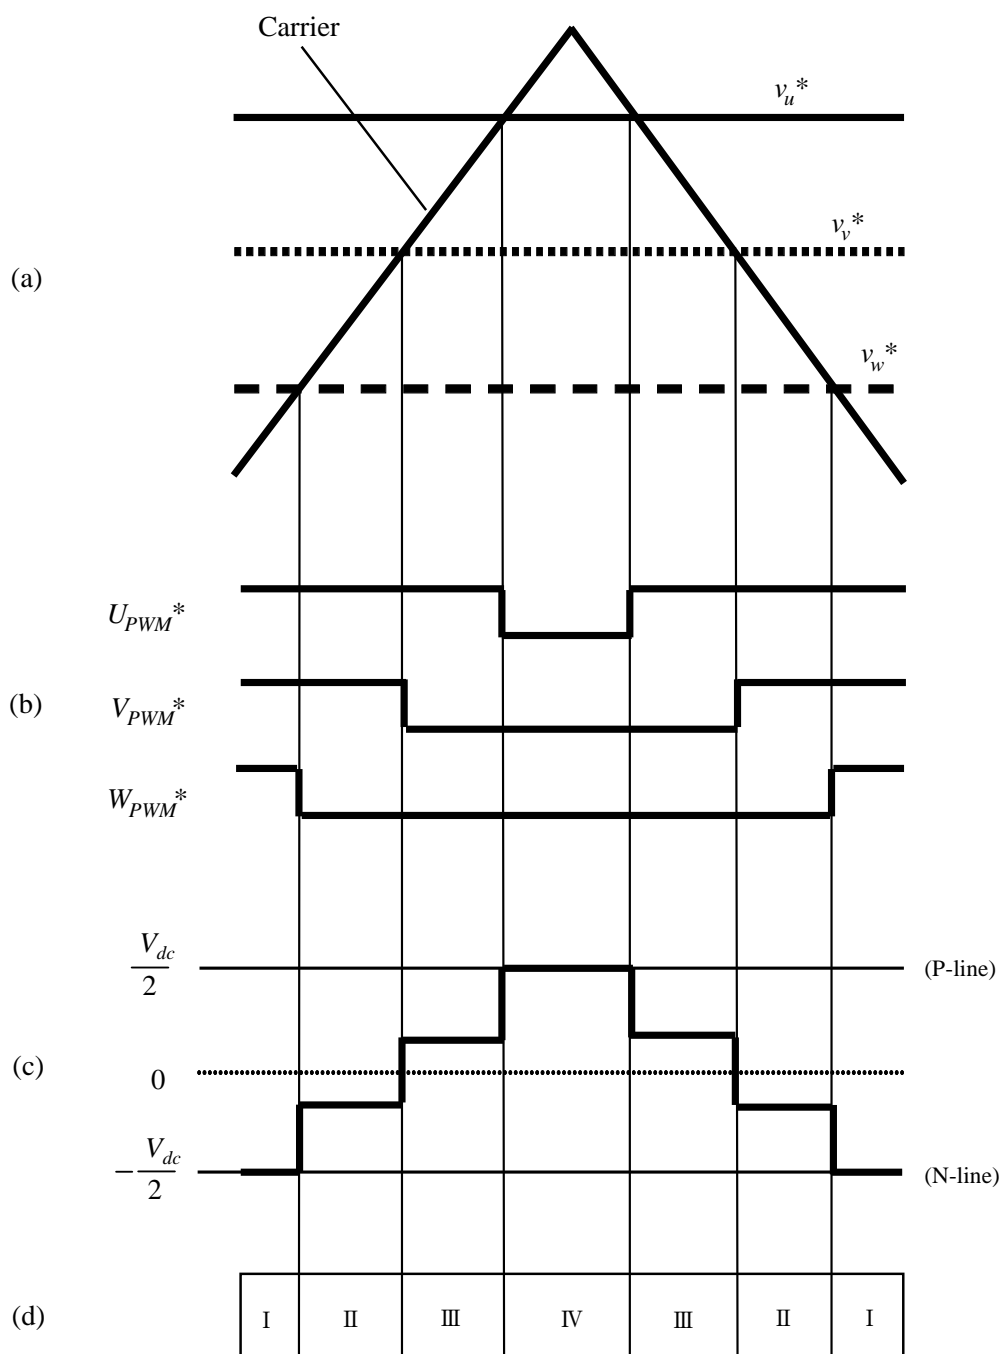 Carrier
v_u*
v_v*
(a)
v_w*
U_PWM*
(b)
V_PWM*
W_PWM*
V_dc
2
(P-line)
(c)
0
− V_dc
2
(N-line)
(d)
Ⅰ Ⅱ Ⅲ Ⅳ Ⅲ Ⅱ Ⅰ